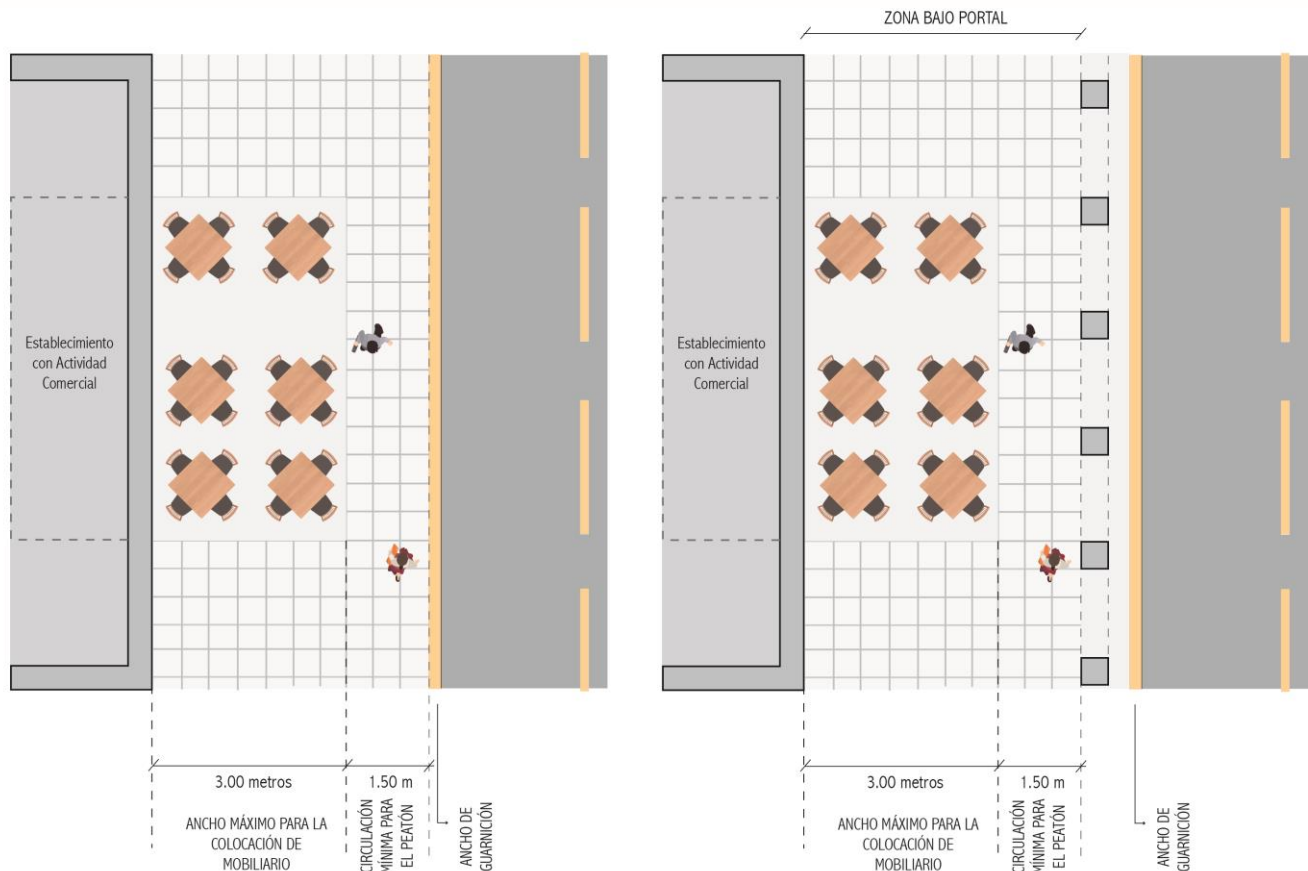 ZONA BAJO PORTAL
Establecimiento
con Actividad
Comercial
Establecimiento
con Actividad
Comercial
3.00 metros
1.50 m
ANCHO MÁXIMO PARA LA
COLOCACIÓN DE
MOBILIARIO
CIRCULACIÓN
MÍNIMA PARA
EL PEATÓN
ANCHO DE
GUARNICIÓN
3.00 metros
1.50 m
ANCHO MÁXIMO PARA LA
COLOCACIÓN DE
MOBILIARIO
CIRCULACIÓN
MÍNIMA PARA
EL PEATÓN
ANCHO DE
GUARNICIÓN